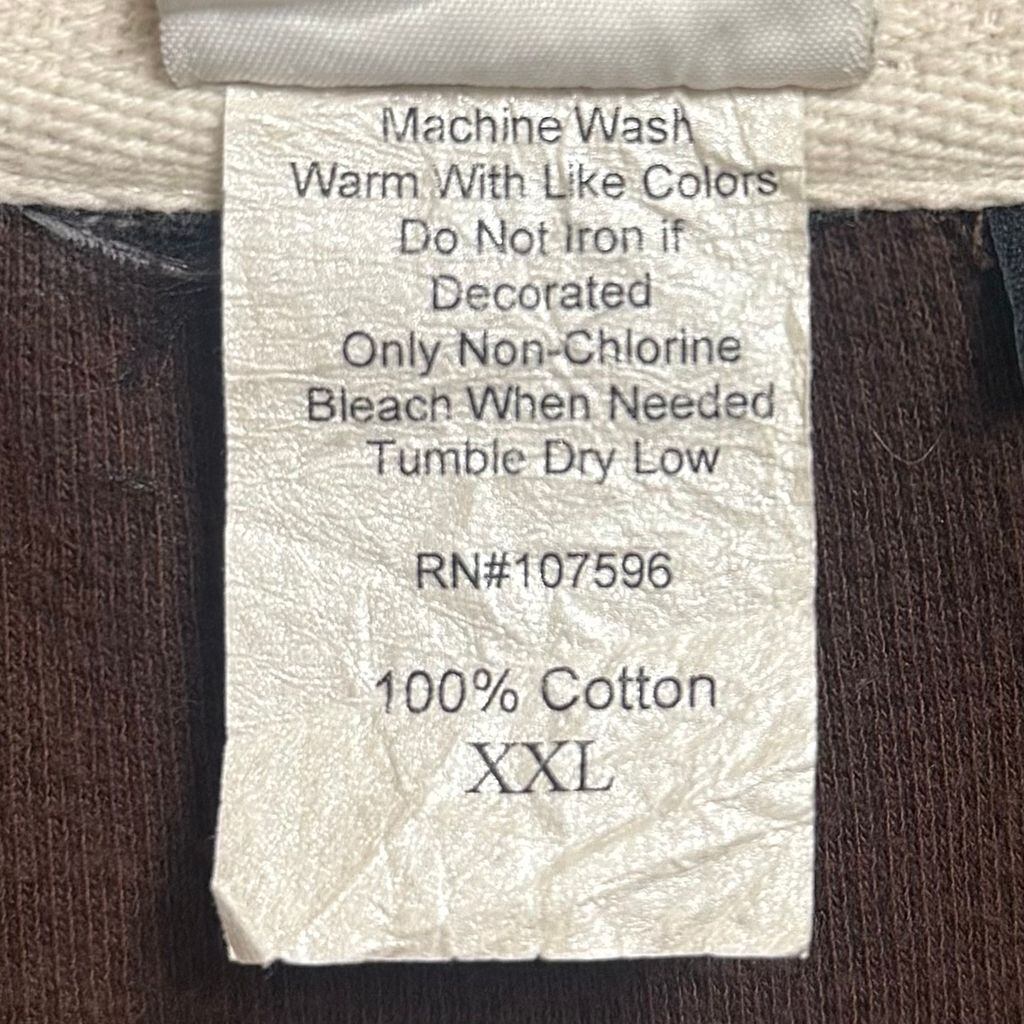 Machine Wash
Warm With Like Colors
Do Not Iron if
Decorated
Only Non-Chlorine
Bleach When Needed
Tumble Dry Low
RN#107596
100% Cotton
XXL